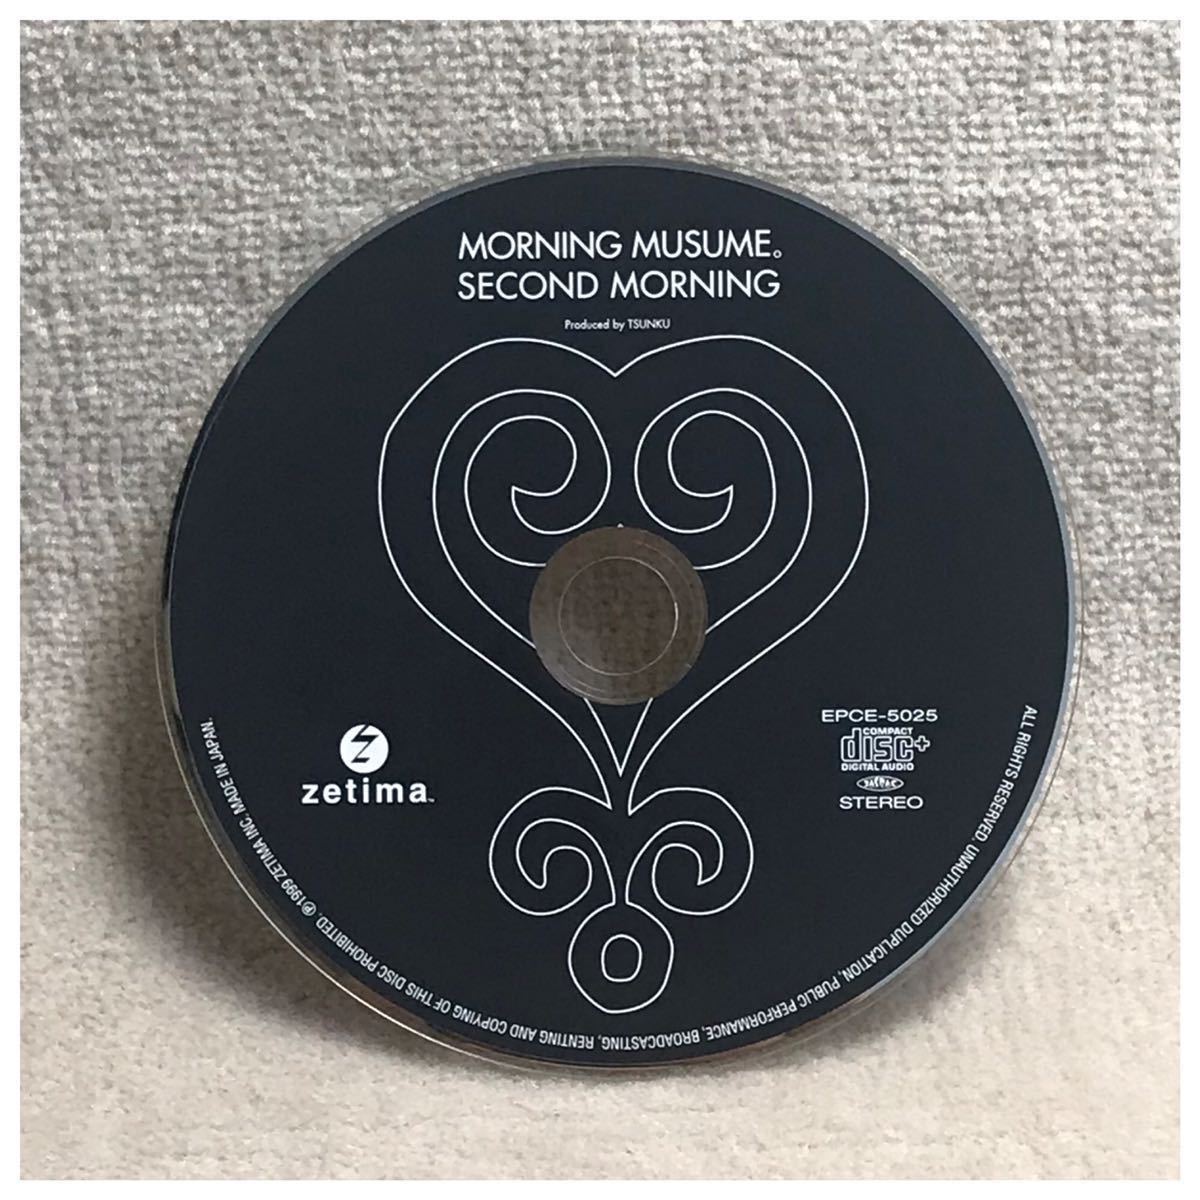 MORNING MUSUME。
SECOND MORNING
Produced by TSUNKU
zetima™
EPCE-5025
COMPACT
disc+
DIGITAL AUDIO
STEREO
ALL RIGHTS RESERVED. UNAUTHORIZED DUPLICATION, PUBLIC PERFORMANCE, BROADCASTING, RENTING AND COPYING OF THIS DISC PROHIBITED. ℗1999 ZETIMA INC. MADE IN JAPAN.